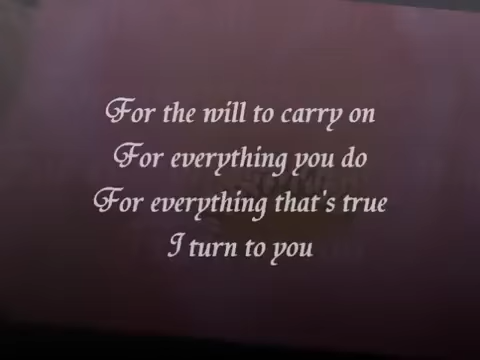 For the will to carry on
For everything you do
For everything that's true
I turn to you